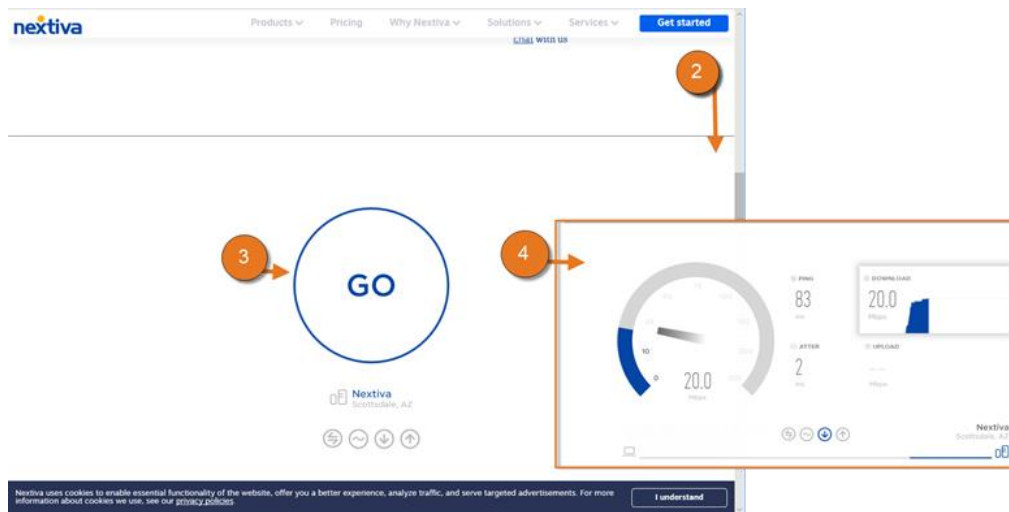 nextiva
Products
Pricing
Why Nextiva
Solutions
Services
Get started
Chat with us
2
3
GO
Nextiva
Scottsdale, AZ
4
PING
83
ms
JITTER
2
ms
DOWNLOAD
20.0
Mbps
UPLOAD
Mbps
10
0
20.0
Mbps
Nextiva
Scottsdale, AZ
Nextiva uses cookies to enable essential functionality of the website, offer you a better experience, analyze traffic, and serve targeted advertisements. For more
information about cookies we use, see our privacy policies.
I understand